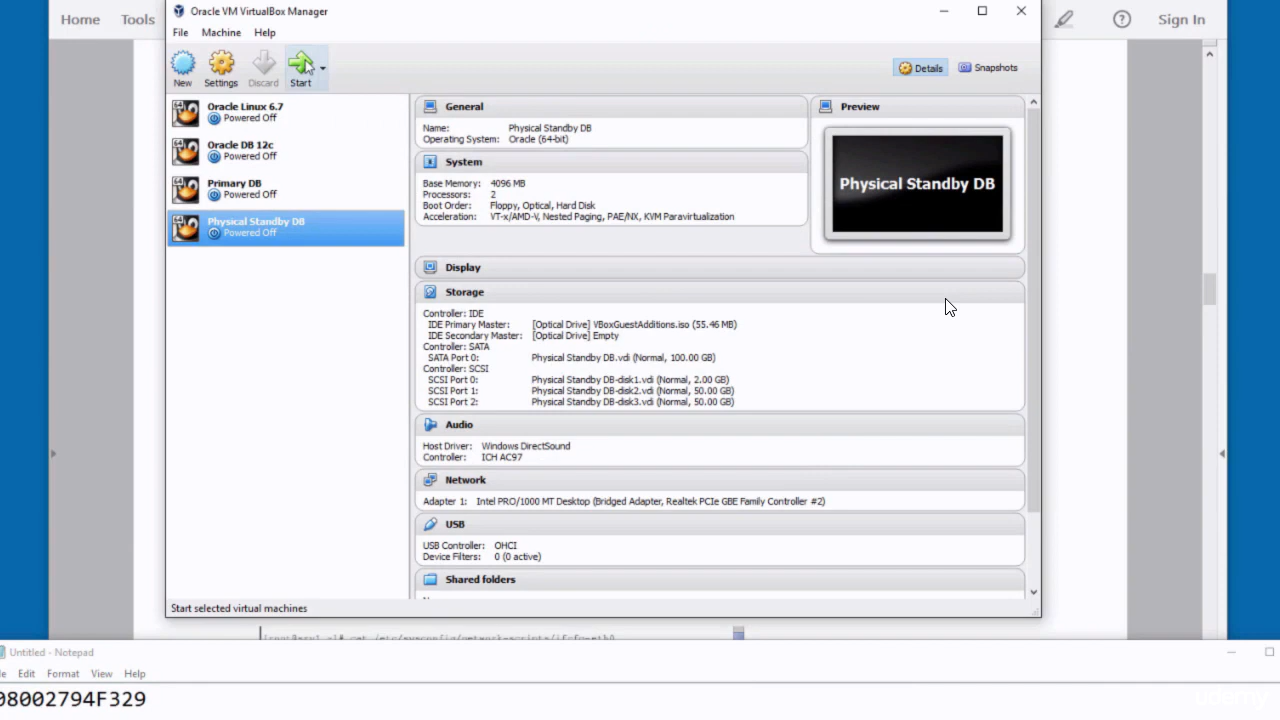 Home Tools Sign In
Oracle VM VirtualBox Manager
File Machine Help
New Settings Discard Start Details Snapshots
Oracle Linux 6.7
Powered Off
Oracle DB 12c
Powered Off
Primary DB
Powered Off
Physical Standby DB
Powered Off
General
Name: Physical Standby DB
Operating System: Oracle (64-bit)
System
Base Memory: 4096 MB
Processors: 2
Boot Order: Floppy, Optical, Hard Disk
Acceleration: VT-x/AMD-V, Nested Paging, PAE/NX, KVM Paravirtualization
Preview
Physical Standby DB
Display
Storage
Controller: IDE
IDE Primary Master: [Optical Drive] VBoxGuestAdditions.iso (55.46 MB)
IDE Secondary Master: [Optical Drive] Empty
Controller: SATA
SATA Port 0: Physical Standby DB.vdi (Normal, 100.00 GB)
Controller: SCSI
SCSI Port 0: Physical Standby DB-disk1.vdi (Normal, 2.00 GB)
SCSI Port 1: Physical Standby DB-disk2.vdi (Normal, 50.00 GB)
SCSI Port 2: Physical Standby DB-disk3.vdi (Normal, 50.00 GB)
Audio
Host Driver: Windows DirectSound
Controller: ICH AC97
Network
Adapter 1: Intel PRO/1000 MT Desktop (Bridged Adapter, Realtek PCIe GBE Family Controller #2)
USB
USB Controller: OHCI
Device Filters: 0 (0 active)
Shared folders
Start selected virtual machines
Untitled - Notepad
Edit Format View Help
08002794F329
udemy